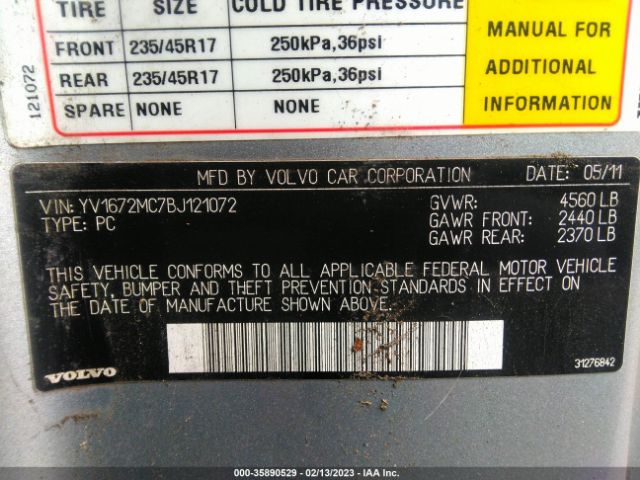 TIRE SIZE COLD TIRE PRESSURE
FRONT 235/45R17 250kPa,36psi
REAR 235/45R17 250kPa,36psi
SPARE NONE NONE
MANUAL FOR
ADDITIONAL
INFORMATION
121072
MFD BY VOLVO CAR CORPORATION DATE: 05/11
VIN: YV1672MC7BJ121072 GVWR: 4560 LB
TYPE: PC GAWR FRONT: 2440 LB
GAWR REAR: 2370 LB
THIS VEHICLE CONFORMS TO ALL APPLICABLE FEDERAL MOTOR VEHICLE
SAFETY, BUMPER AND THEFT PREVENTION STANDARDS IN EFFECT ON
THE DATE OF MANUFACTURE SHOWN ABOVE.
VOLVO 31276842
000-35890529 - 02/13/2023 - IAA Inc.